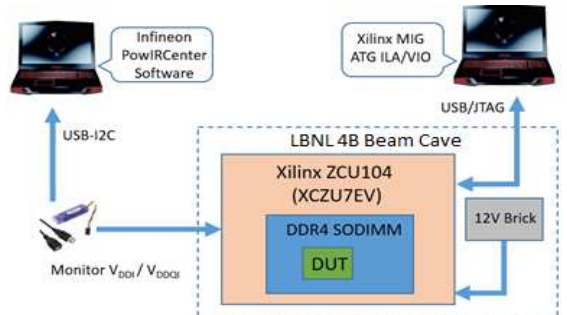 Infineon
PowIRCenter
Software
Xilinx MIG
ATG ILA/VIO
USB-I2C
USB/JTAG
LBNL 4B Beam Cave
Xilinx ZCU104
(XCZU7EV)
12V Brick
DDR4 SODIMM
DUT
Monitor VDDI / VDDQI